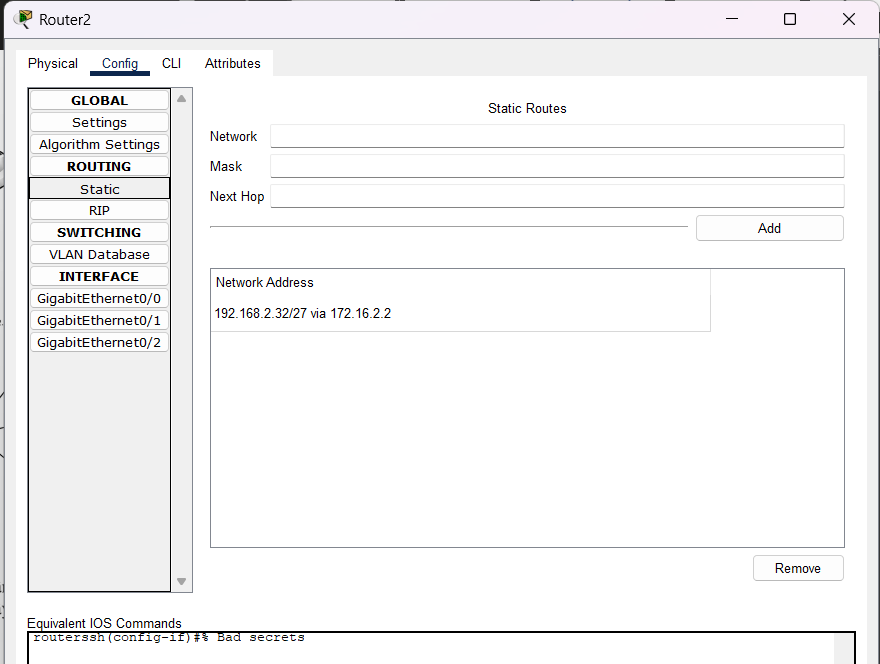 Router2
Physical Config CLI Attributes
GLOBAL
Settings
Algorithm Settings
ROUTING
Static
RIP
SWITCHING
VLAN Database
INTERFACE
GigabitEthernet0/0
GigabitEthernet0/1
GigabitEthernet0/2
Static Routes
Network
Mask
Next Hop
Add
Network Address
192.168.2.32/27 via 172.16.2.2
Remove
Equivalent IOS Commands
routerssh(config-if)#% Bad secrets